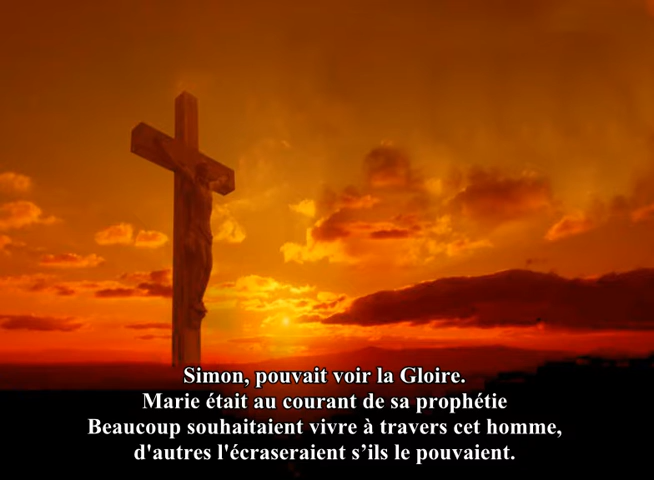 Simon, pouvait voir la Gloire.
Marie était au courant de sa prophétie
Beaucoup souhaitaient vivre à travers cet homme,
d'autres l'écraseraient s’ils le pouvaient.